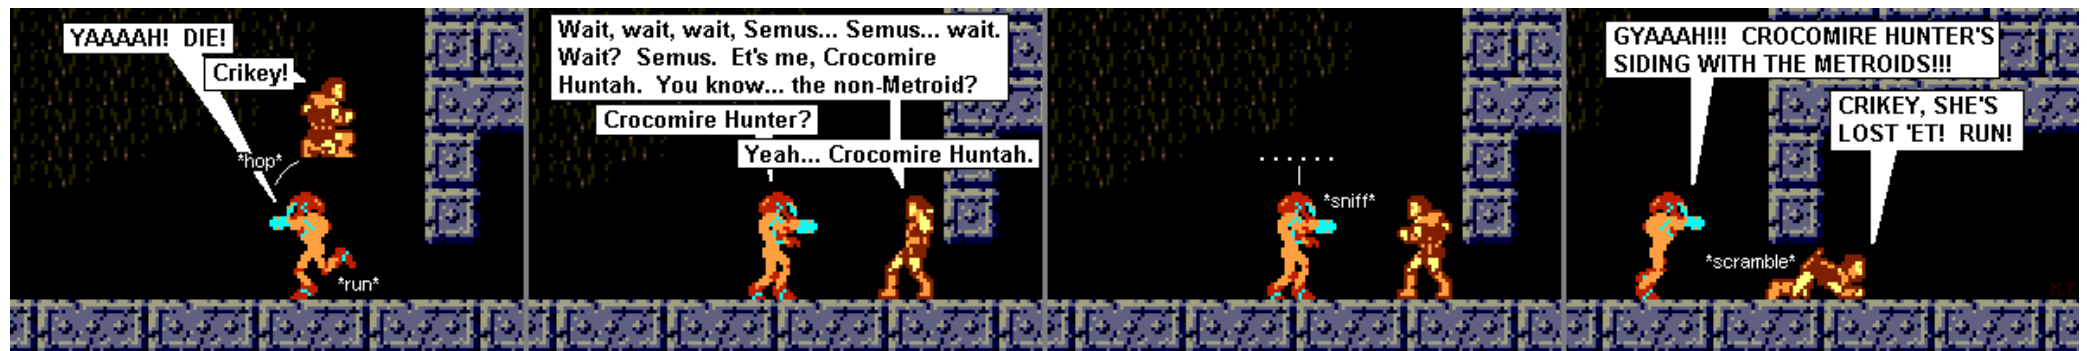 YAAAAH!  DIE!
Crikey!
*hop*
*run*
Wait, wait, wait, Semus... Semus... wait.
Wait?  Semus.  Et's me, Crocomire
Huntah.  You know... the non-Metroid?
Crocomire Hunter?
Yeah... Crocomire Huntah.
. . . . . .
*sniff*
GYAAAH!!!  CROCOMIRE HUNTER'S
SIDING WITH THE METROIDS!!!
CRIKEY, SHE'S
LOST 'ET!  RUN!
*scramble*